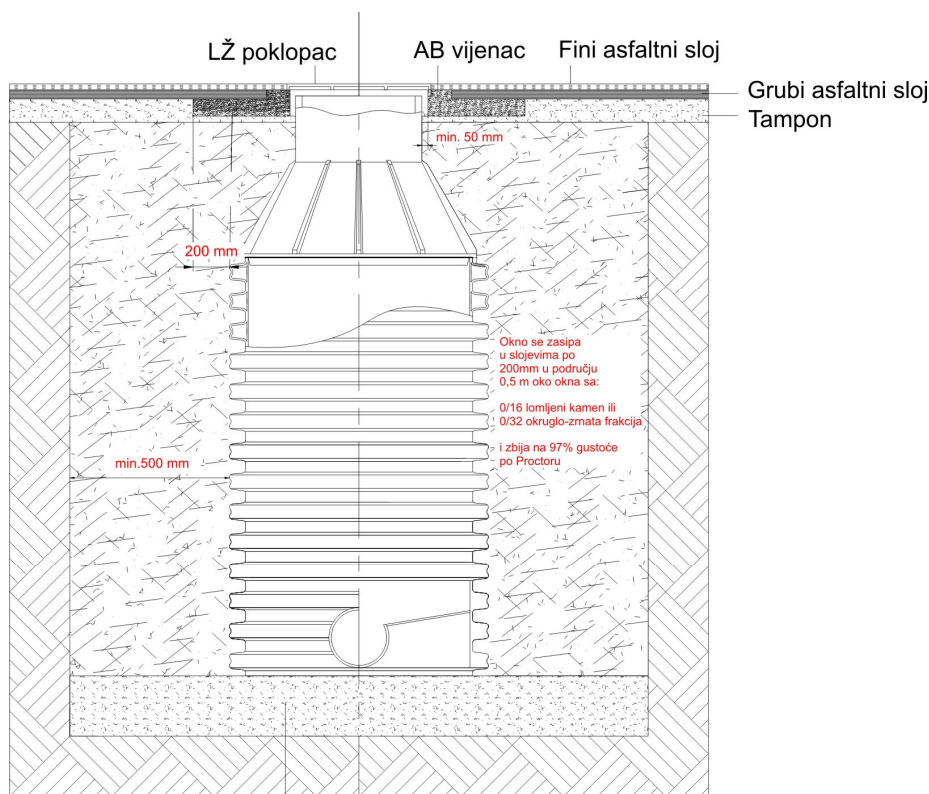 LŽ poklopac
AB vijenac
Fini asfaltni sloj
Grubi asfaltni sloj
Tampon
min. 50 mm
200 mm
Okno se zasipa
u slojevima po
200mm u području
0,5 m oko okna sa:
0/16 lomljeni kamen ili
0/32 okruglo-zrnata frakcija
i zbija na 97% gustoće
po Proctoru
min.500 mm